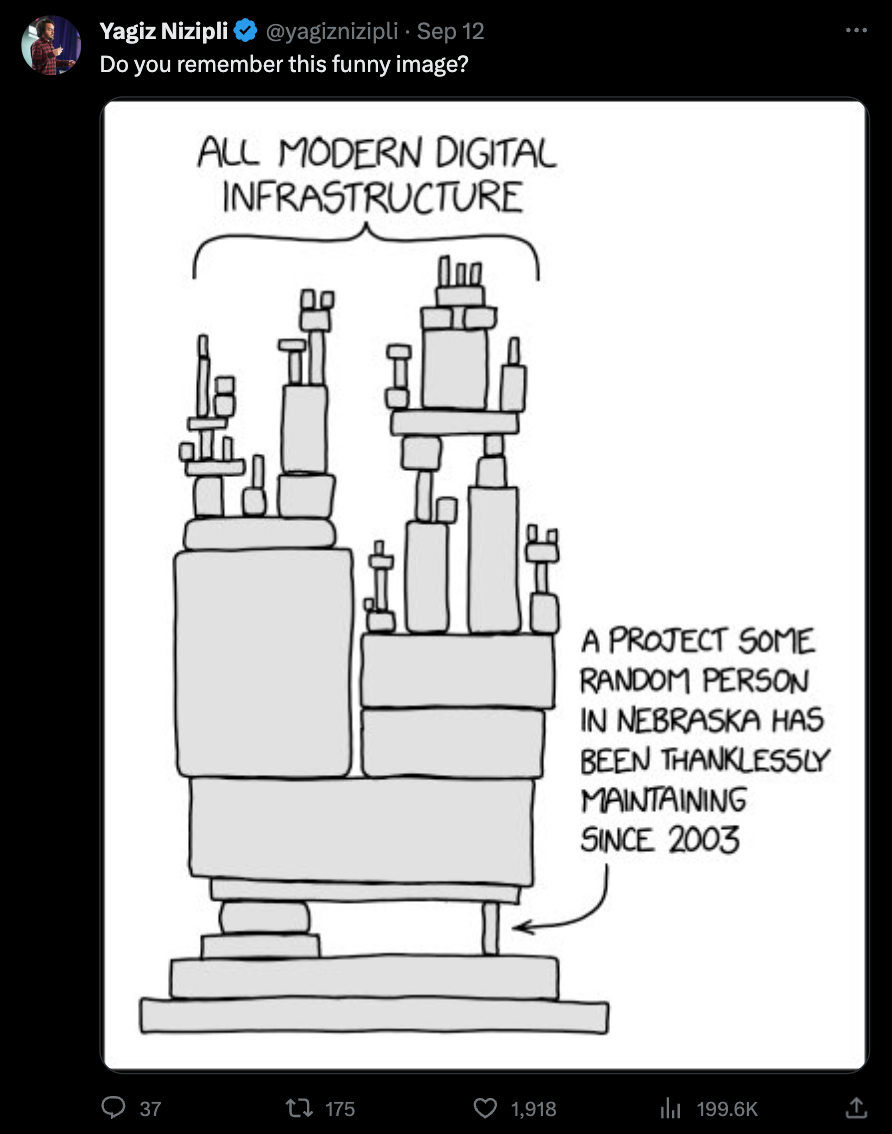 Yagiz Nizipli @yagiznizipli · Sep 12
Do you remember this funny image?
ALL MODERN DIGITAL
INFRASTRUCTURE
A PROJECT SOME
RANDOM PERSON
IN NEBRASKA HAS
BEEN THANKLESSLY
MAINTAINING
SINCE 2003
37 175 1,918 199.6K